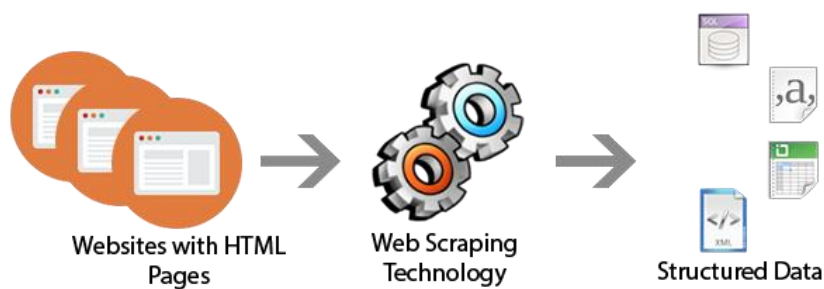 Websites with HTML
Pages
Web Scraping
Technology
SQL
,a,
XML
Structured Data